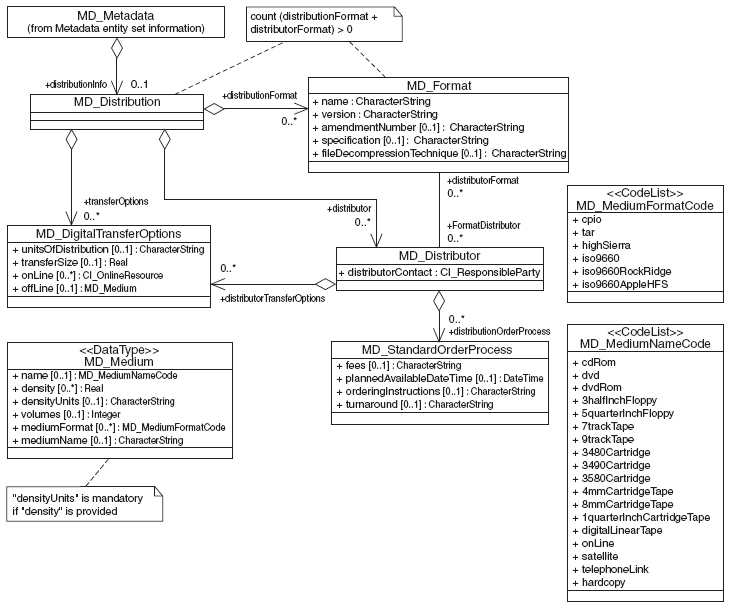 MD_Metadata
(from Metadata entity set information)
count (distributionFormat +
distributorFormat) > 0
+distributionInfo
0..1
MD_Distribution
+distributionFormat
0..*
MD_Format
+ name : CharacterString
+ version : CharacterString
+ amendmentNumber [0..1] : CharacterString
+ specification [0..1] : CharacterString
+ fileDecompressionTechnique [0..1] : CharacterString
+transferOptions
0..*
+distributor
0..*
+distributorFormat
0..*
+FormatDistributor
0..*
MD_DigitalTransferOptions
+ unitsOfDistribution [0..1] : CharacterString
+ transferSize [0..1] : Real
+ onLine [0..*] : CI_OnlineResource
+ offLine [0..1] : MD_Medium
0..*
+distributorTransferOptions
MD_Distributor
+ distributorContact : CI_ResponsibleParty
0..*
+distributionOrderProcess
MD_StandardOrderProcess
+ fees [0..1] : CharacterString
+ plannedAvailableDateTime [0..1] : DateTime
+ orderingInstructions [0..1] : CharacterString
+ turnaround [0..1] : CharacterString
<<DataType>>
MD_Medium
+ name [0..1] : MD_MediumNameCode
+ density [0..*] : Real
+ densityUnits [0..1] : CharacterString
+ volumes [0..1] : Integer
+ mediumFormat [0..*] : MD_MediumFormatCode
+ mediumName [0..1] : CharacterString
"densityUnits" is mandatory
if "density" is provided
<<CodeList>>
MD_MediumFormatCode
+ cpio
+ tar
+ highSierra
+ iso9660
+ iso9660RockRidge
+ iso9660AppleHFS
<<CodeList>>
MD_MediumNameCode
+ cdRom
+ dvd
+ dvdRom
+ 3halfInchFloppy
+ 5quarterInchFloppy
+ 7trackTape
+ 9trackTape
+ 3480Cartridge
+ 3490Cartridge
+ 3580Cartridge
+ 4mmCartridgeTape
+ 8mmCartridgeTape
+ 1quarterInchCartridgeTape
+ digitalLinearTape
+ onLine
+ satellite
+ telephoneLink
+ hardcopy